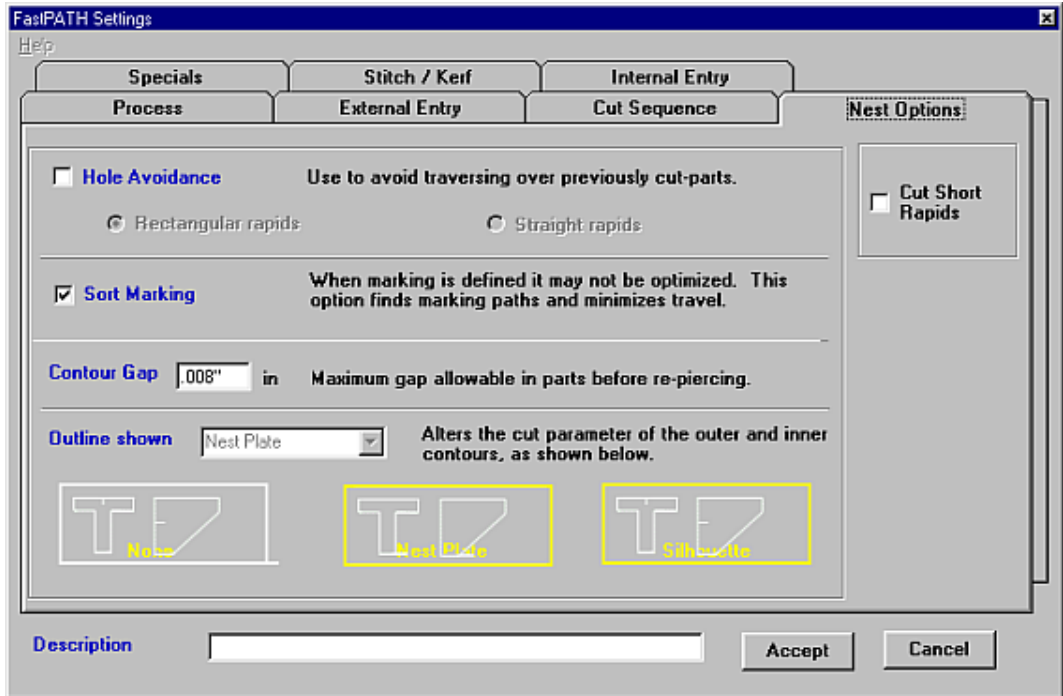 FastPATH Settings
Help
Specials
Stitch / Kerf
Internal Entry
Process
External Entry
Cut Sequence
Nest Options
Hole Avoidance
Use to avoid traversing over previously cut-parts.
Rectangular rapids
Straight rapids
Cut Short
Rapids
Sort Marking
When marking is defined it may not be optimized. This
option finds marking paths and minimizes travel.
Contour Gap
.008"
in
Maximum gap allowable in parts before re-piercing.
Outline shown
Nest Plate
Alters the cut parameter of the outer and inner
contours, as shown below.
None
Nest Plate
Silhouette
Description
Accept
Cancel